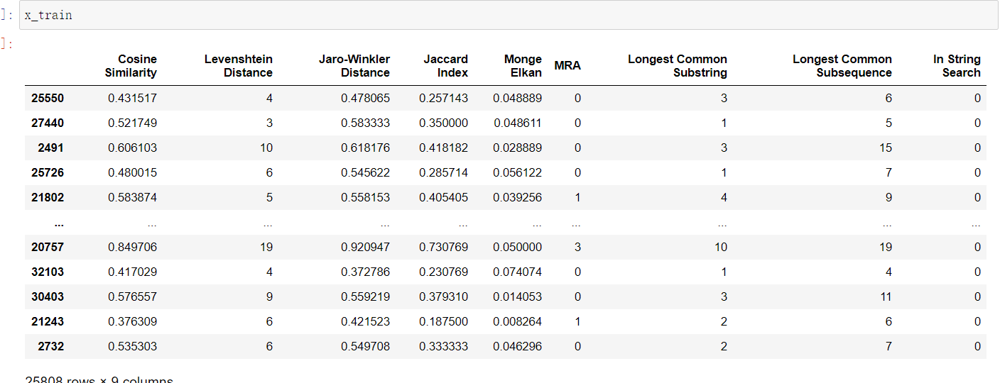 ]: x_train
]:
Cosine Similarity Levenshtein Distance Jaro-Winkler Distance Jaccard Index Monge Elkan MRA Longest Common Substring Longest Common Subsequence In String Search
25550 0.431517 4 0.478065 0.257143 0.048889 0 3 6 0
27440 0.521749 3 0.583333 0.350000 0.048611 0 1 5 0
2491 0.606103 10 0.618176 0.418182 0.028889 0 3 15 0
25726 0.480015 6 0.545622 0.285714 0.056122 0 1 7 0
21802 0.583874 5 0.558153 0.405405 0.039256 1 4 9 0
... ... ... ... ... ... ... ... ... ...
20757 0.849706 19 0.920947 0.730769 0.050000 3 10 19 0
32103 0.417029 4 0.372786 0.230769 0.074074 0 1 4 0
30403 0.576557 9 0.559219 0.379310 0.014053 0 3 11 0
21243 0.376309 6 0.421523 0.187500 0.008264 1 2 6 0
2732 0.535303 6 0.549708 0.333333 0.046296 0 2 7 0
25808 rows × 9 columns